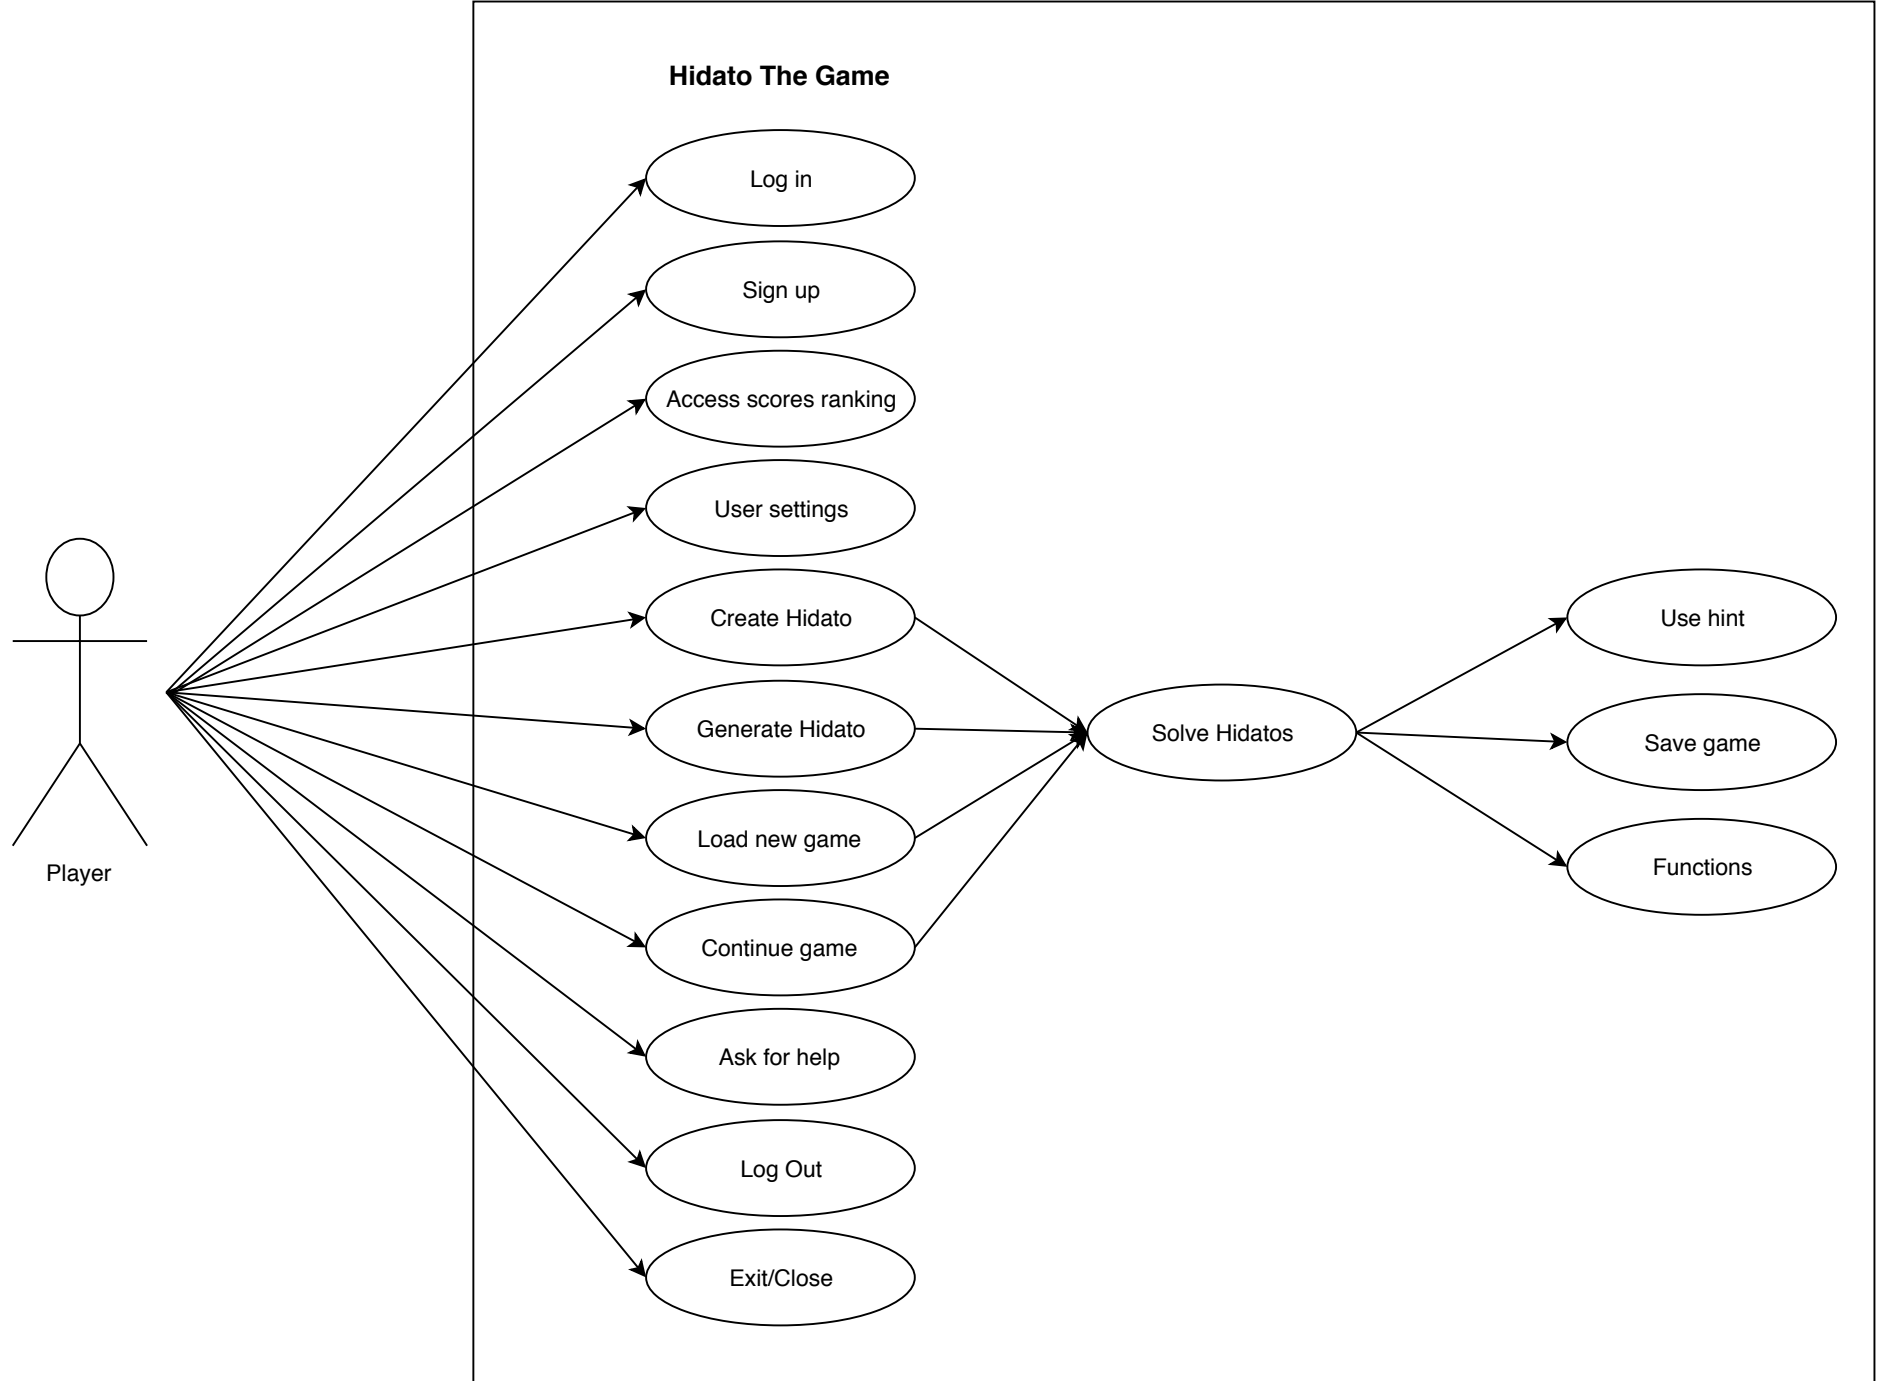 Hidato The Game
Log in
Sign up
Access scores ranking
User settings
Create Hidato
Generate Hidato
Load new game
Continue game
Ask for help
Log Out
Exit/Close
Solve Hidatos
Use hint
Save game
Functions
Player